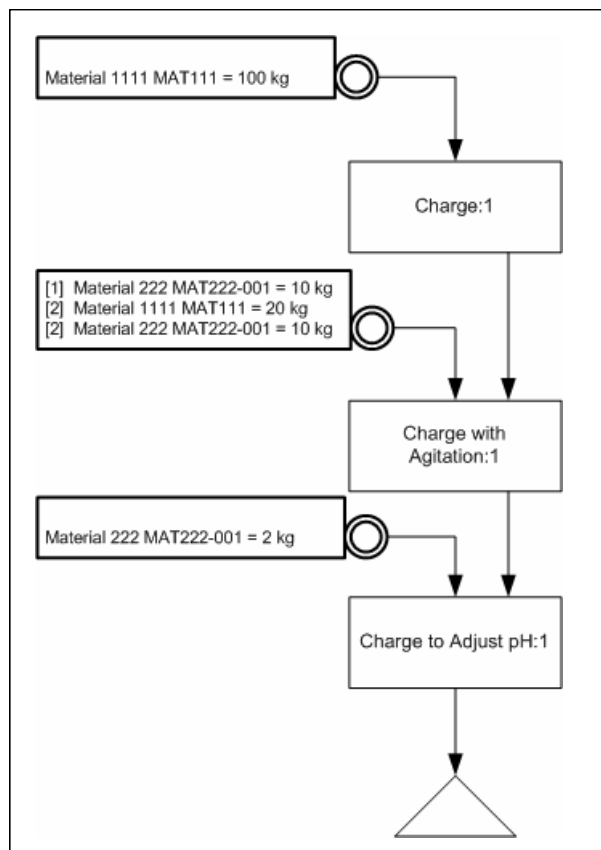 Material 1111 MAT111 = 100 kg
Charge:1
[1] Material 222 MAT222-001 = 10 kg
[2] Material 1111 MAT111 = 20 kg
[2] Material 222 MAT222-001 = 10 kg
Charge with
Agitation:1
Material 222 MAT222-001 = 2 kg
Charge to Adjust pH:1